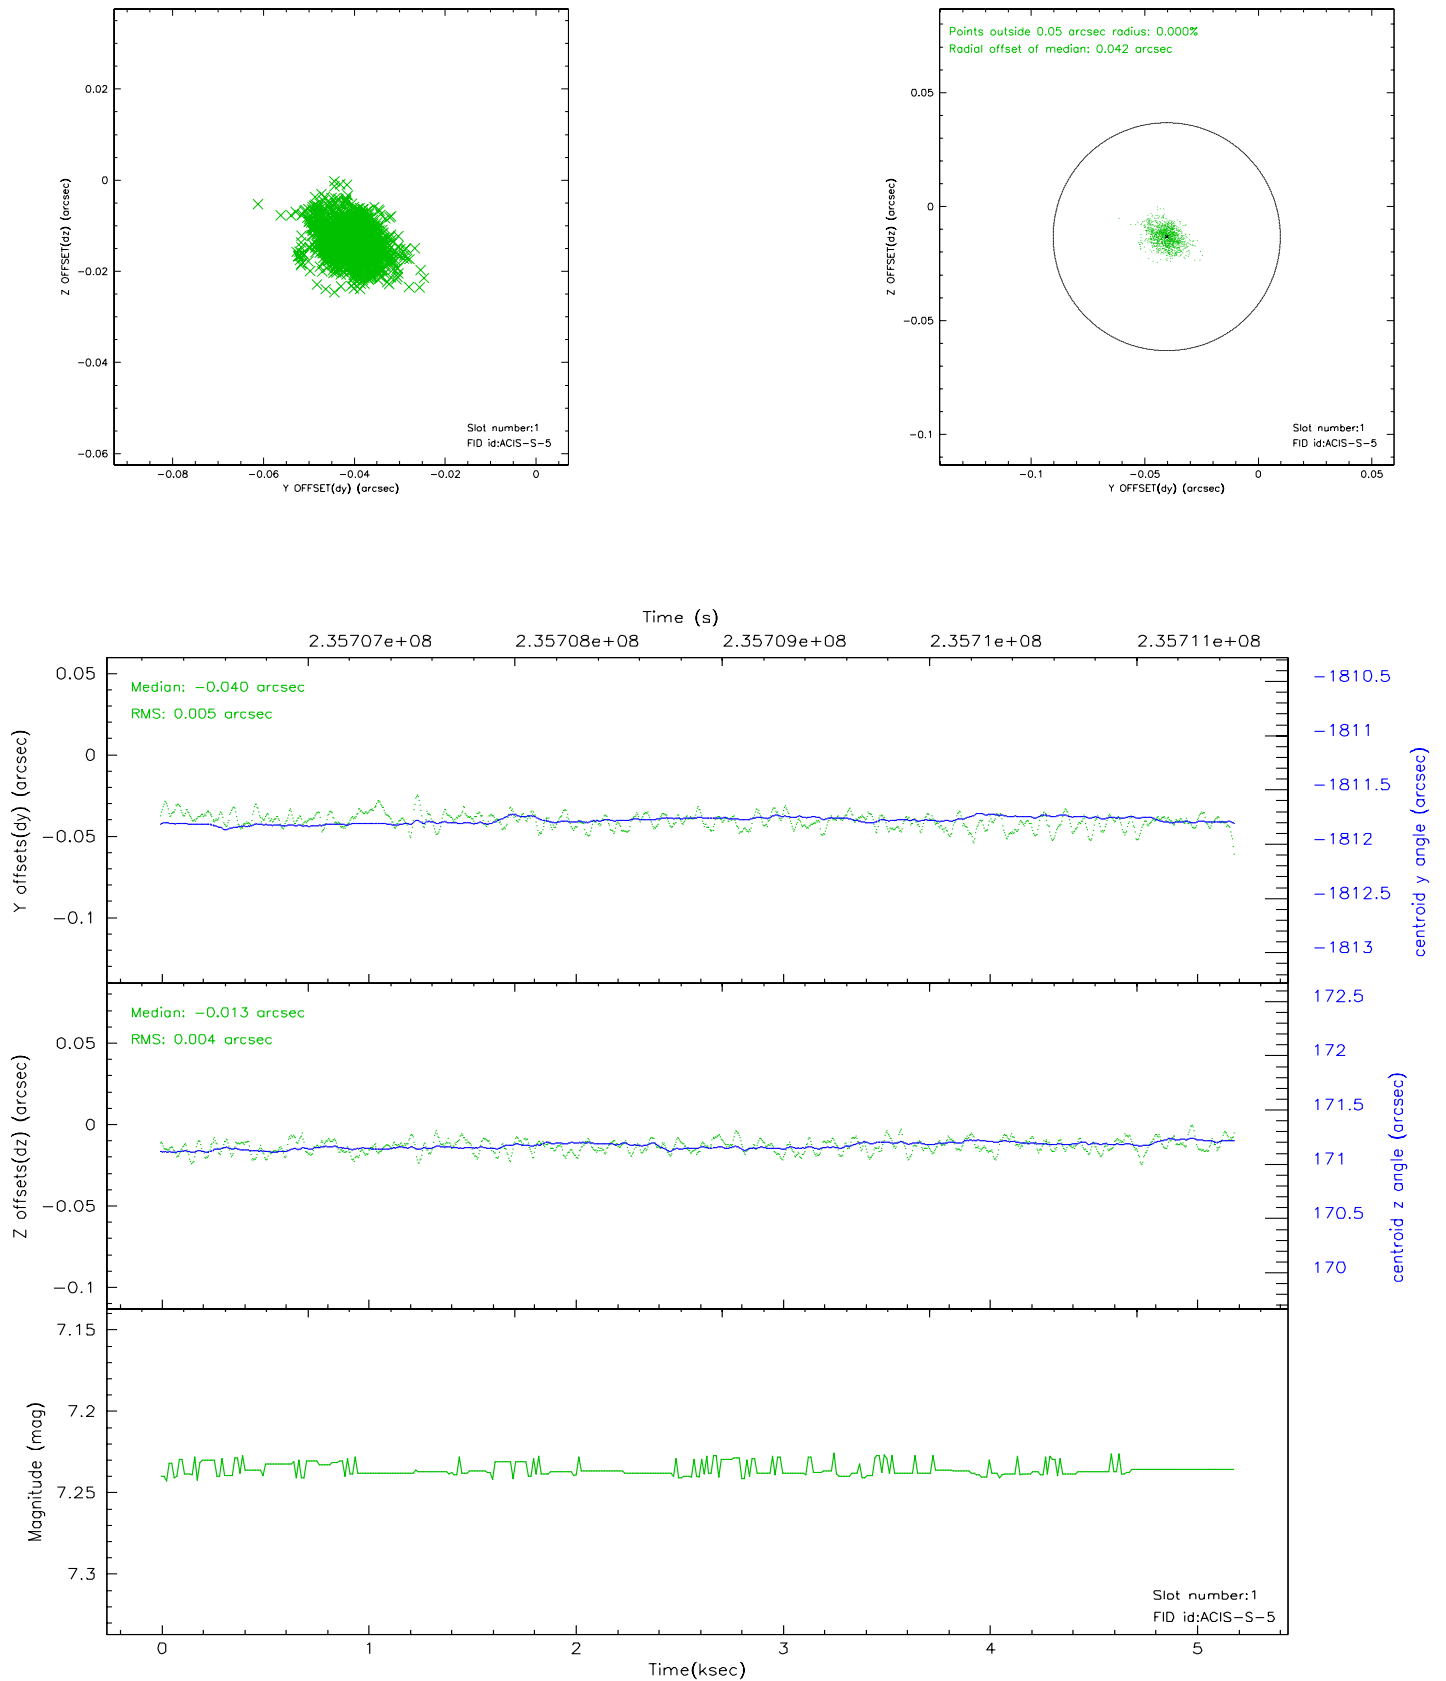 0.02
0
-0.02
-0.04
-0.06
Z OFFSET(dz) (arcsec)
Slot number:1
FID id:ACIS-S-5
-0.08 -0.06 -0.04 -0.02 0
Y OFFSET(dy) (arcsec)
Points outside 0.05 arcsec radius: 0.000%
Radial offset of median: 0.042 arcsec
0.05
0
-0.05
-0.1
Z OFFSET(dz) (arcsec)
Slot number:1
FID id:ACIS-S-5
-0.1 -0.05 0 0.05
Y OFFSET(dy) (arcsec)
Time (s)
2.35707e+08 2.35708e+08 2.35709e+08 2.3571e+08 2.35711e+08
Median: -0.040 arcsec
RMS: 0.005 arcsec
0.05
0
-0.05
-0.1
Y offsets(dy) (arcsec)
-1810.5
-1811
-1811.5
-1812
-1812.5
-1813
centroid y angle (arcsec)
Median: -0.013 arcsec
RMS: 0.004 arcsec
0.05
0
-0.05
-0.1
Z offsets(dz) (arcsec)
172.5
172
171.5
171
170.5
170
centroid z angle (arcsec)
7.15
7.2
7.25
7.3
Magnitude (mag)
Slot number:1
FID id:ACIS-S-5
0 1 2 3 4 5
Time(ksec)